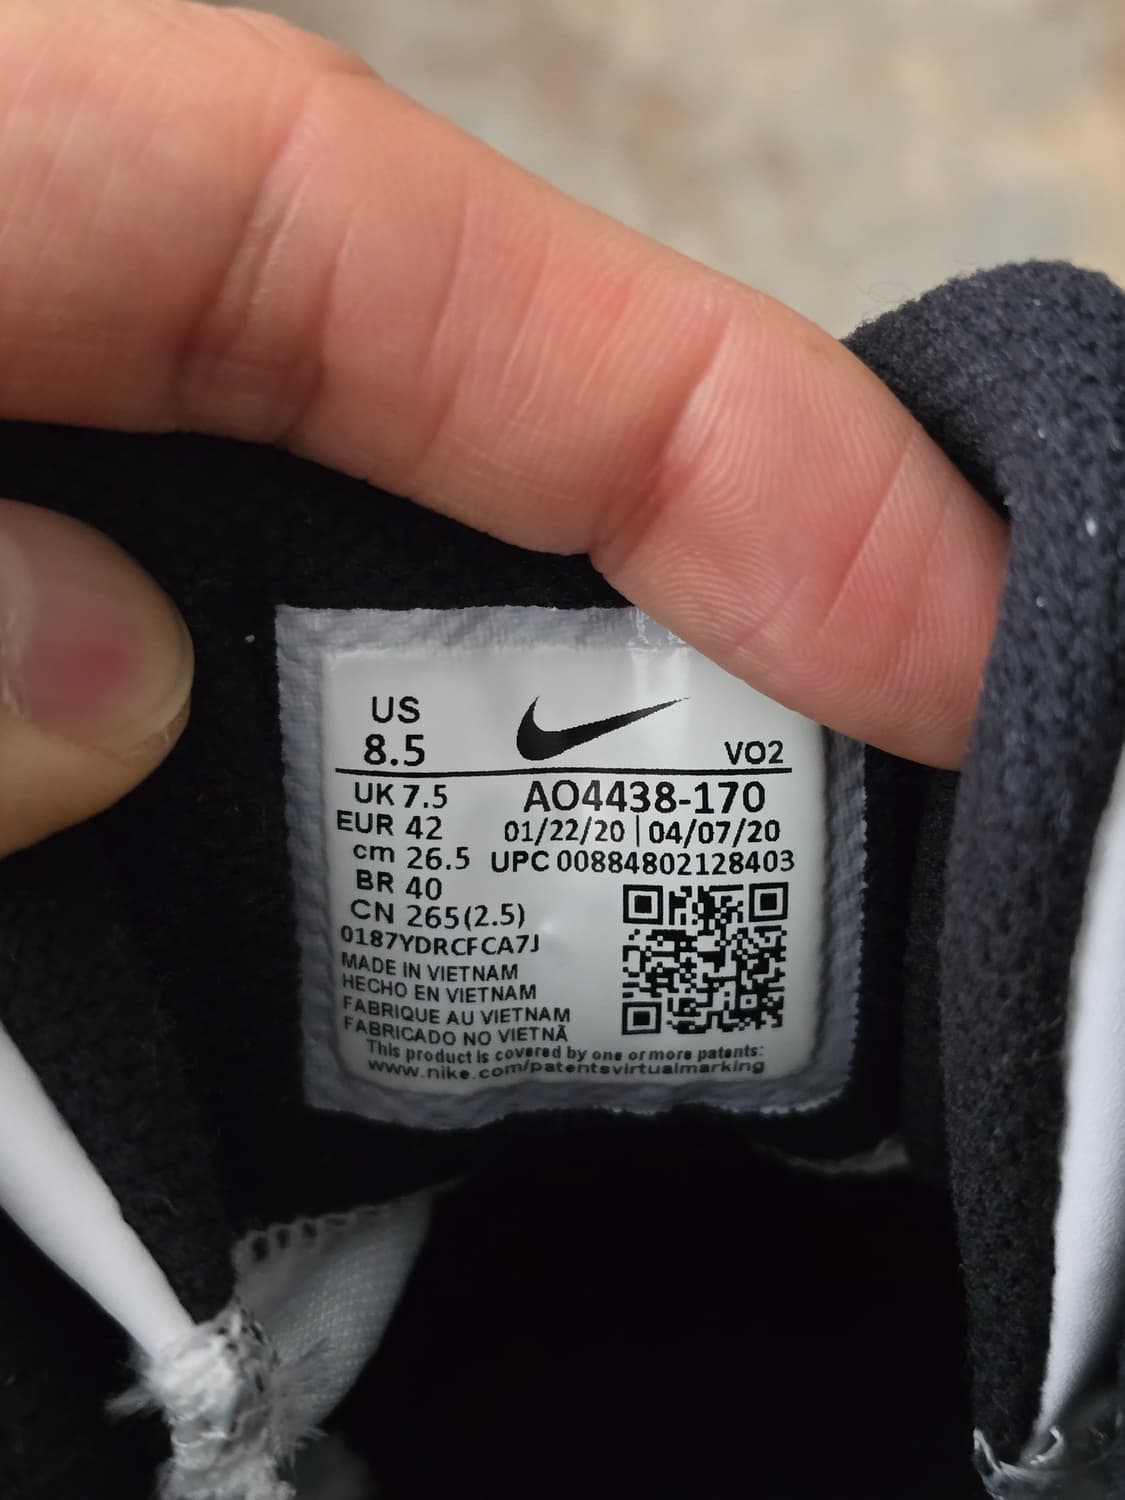 US
8.5
VO2
UK 7.5
AO4438-170
EUR 42
01/22/20 | 04/07/20
cm 26.5
UPC 00884802128403
BR 40
CN 265(2.5)
0187YDRCFCA7J
MADE IN VIETNAM
HECHO EN VIETNAM
FABRIQUE AU VIETNAM
FABRICADO NO VIETNÃ
This product is covered by one or more patents:
www.nike.com/patentsvirtualmarking